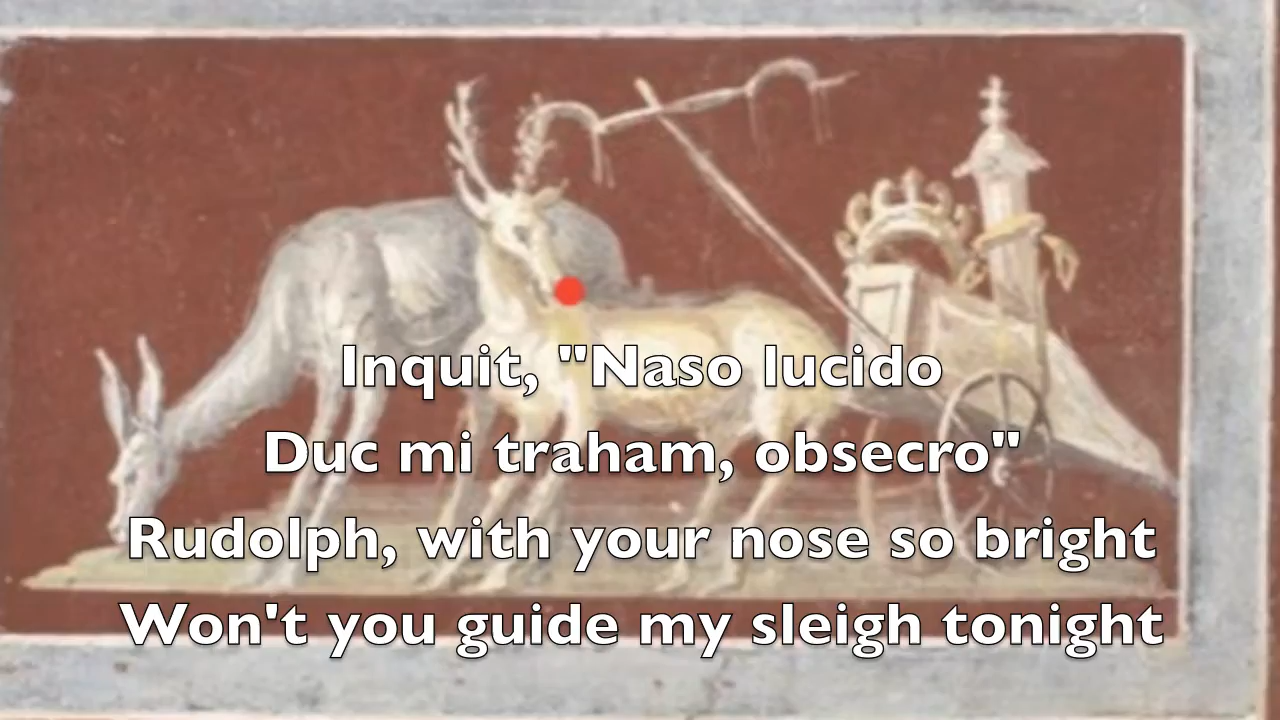 Inquit, "Naso lucido
Duc mi traham, obsecro"
Rudolph, with your nose so bright
Won't you guide my sleigh tonight